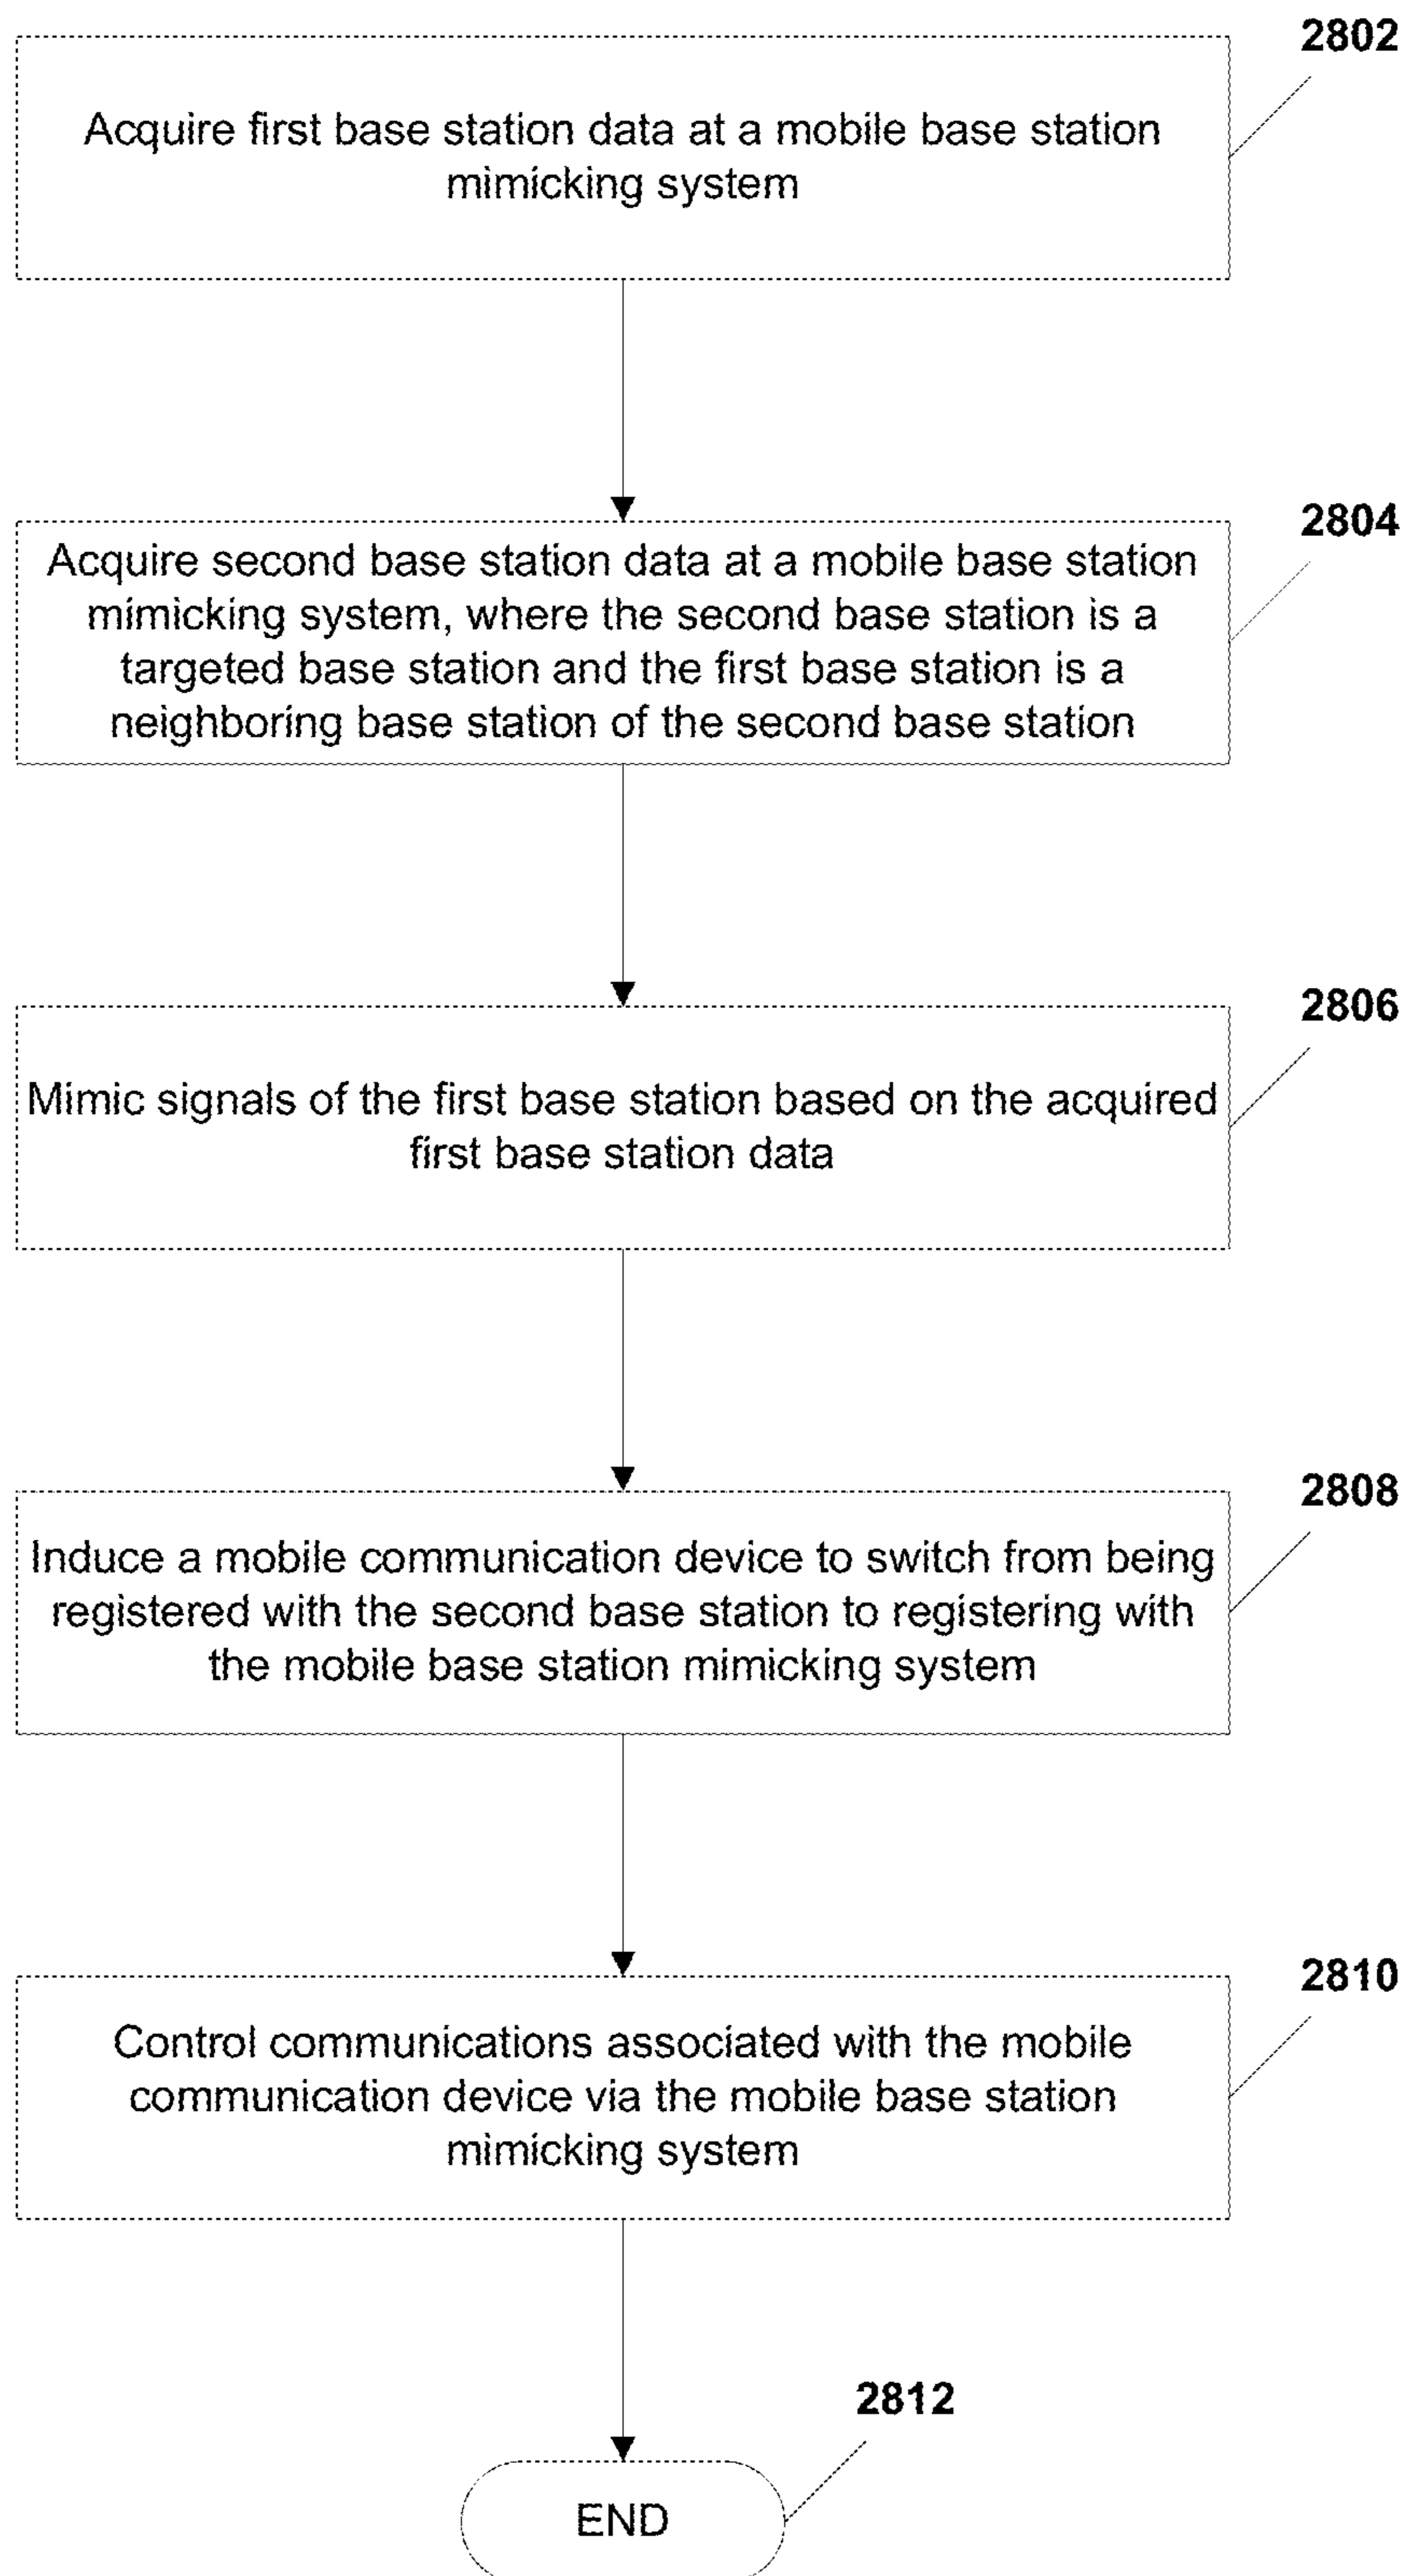 2802
Acquire first base station data at a mobile base station
mimicking system
2804
Acquire second base station data at a mobile base station
mimicking system, where the second base station is a
targeted base station and the first base station is a
neighboring base station of the second base station
2806
Mimic signals of the first base station based on the acquired
first base station data
2808
Induce a mobile communication device to switch from being
registered with the second base station to registering with
the mobile base station mimicking system
2810
Control communications associated with the mobile
communication device via the mobile base station
mimicking system
2812
END